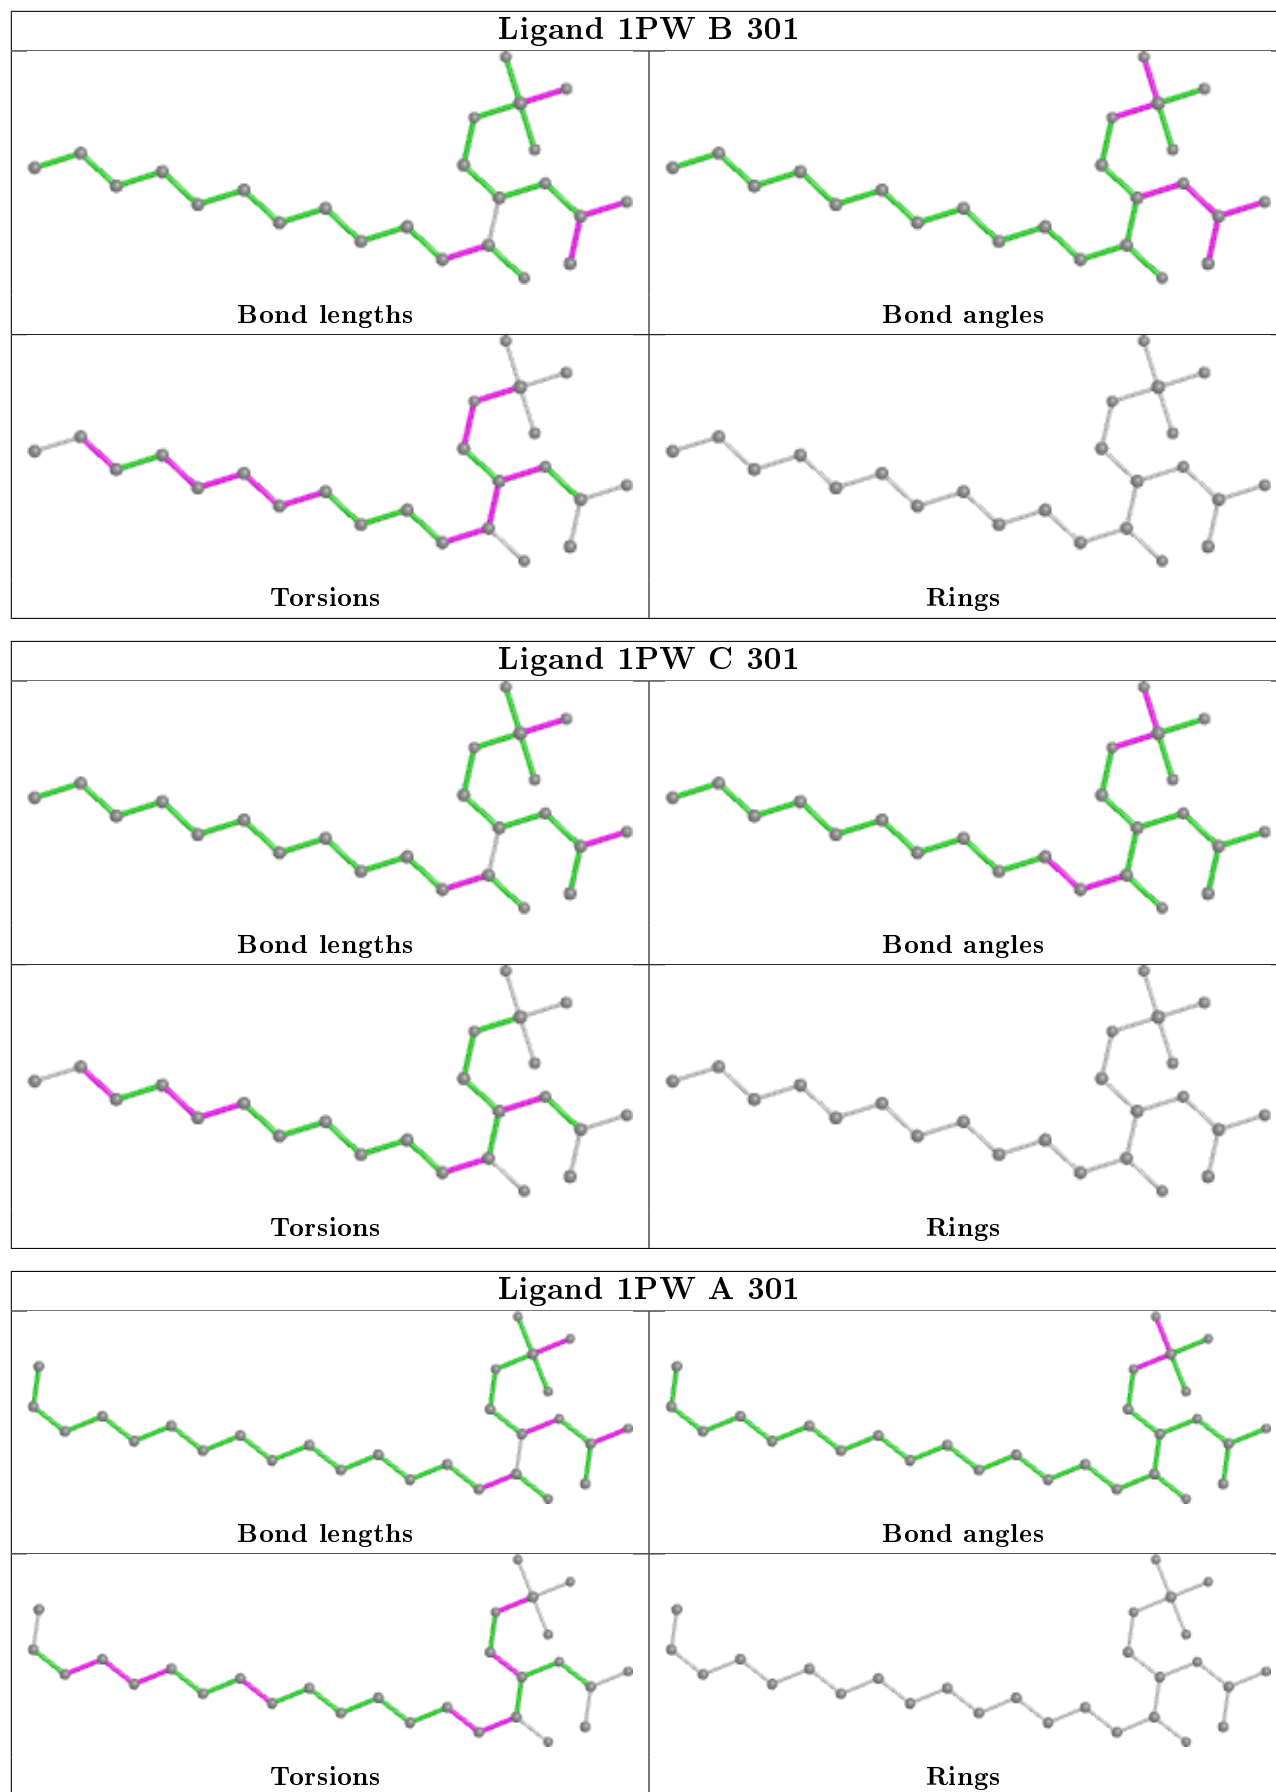 Ligand 1PW B 301
Bond lengths
Bond angles
Torsions
Rings
Ligand 1PW C 301
Bond lengths
Bond angles
Torsions
Rings
Ligand 1PW A 301
Bond lengths
Bond angles
Torsions
Rings